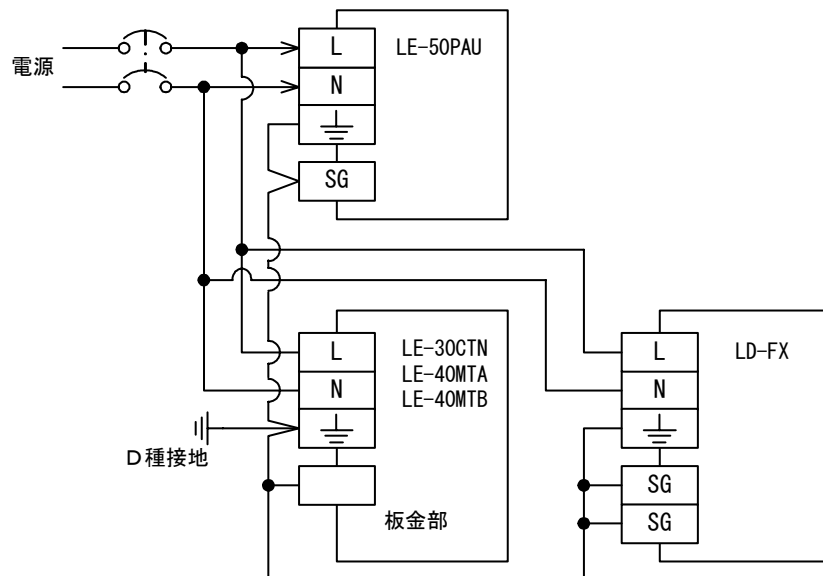 電源
L
N
SG
LE-50PAU
L
N
LE-30CTN
LE-40MTA
LE-40MTB
D種接地
板金部
L
N
SG
SG
LD-FX